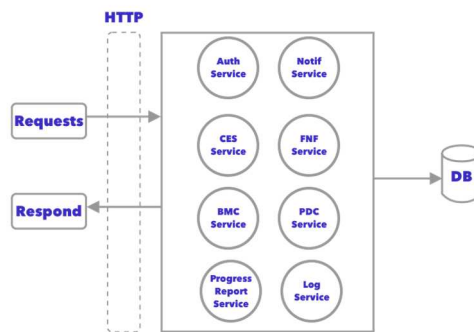 HTTP
Requests
Respond
Auth
Service
Notif
Service
CES
Service
FNF
Service
BMC
Service
PDC
Service
Progress
Report
Service
Log
Service
DB